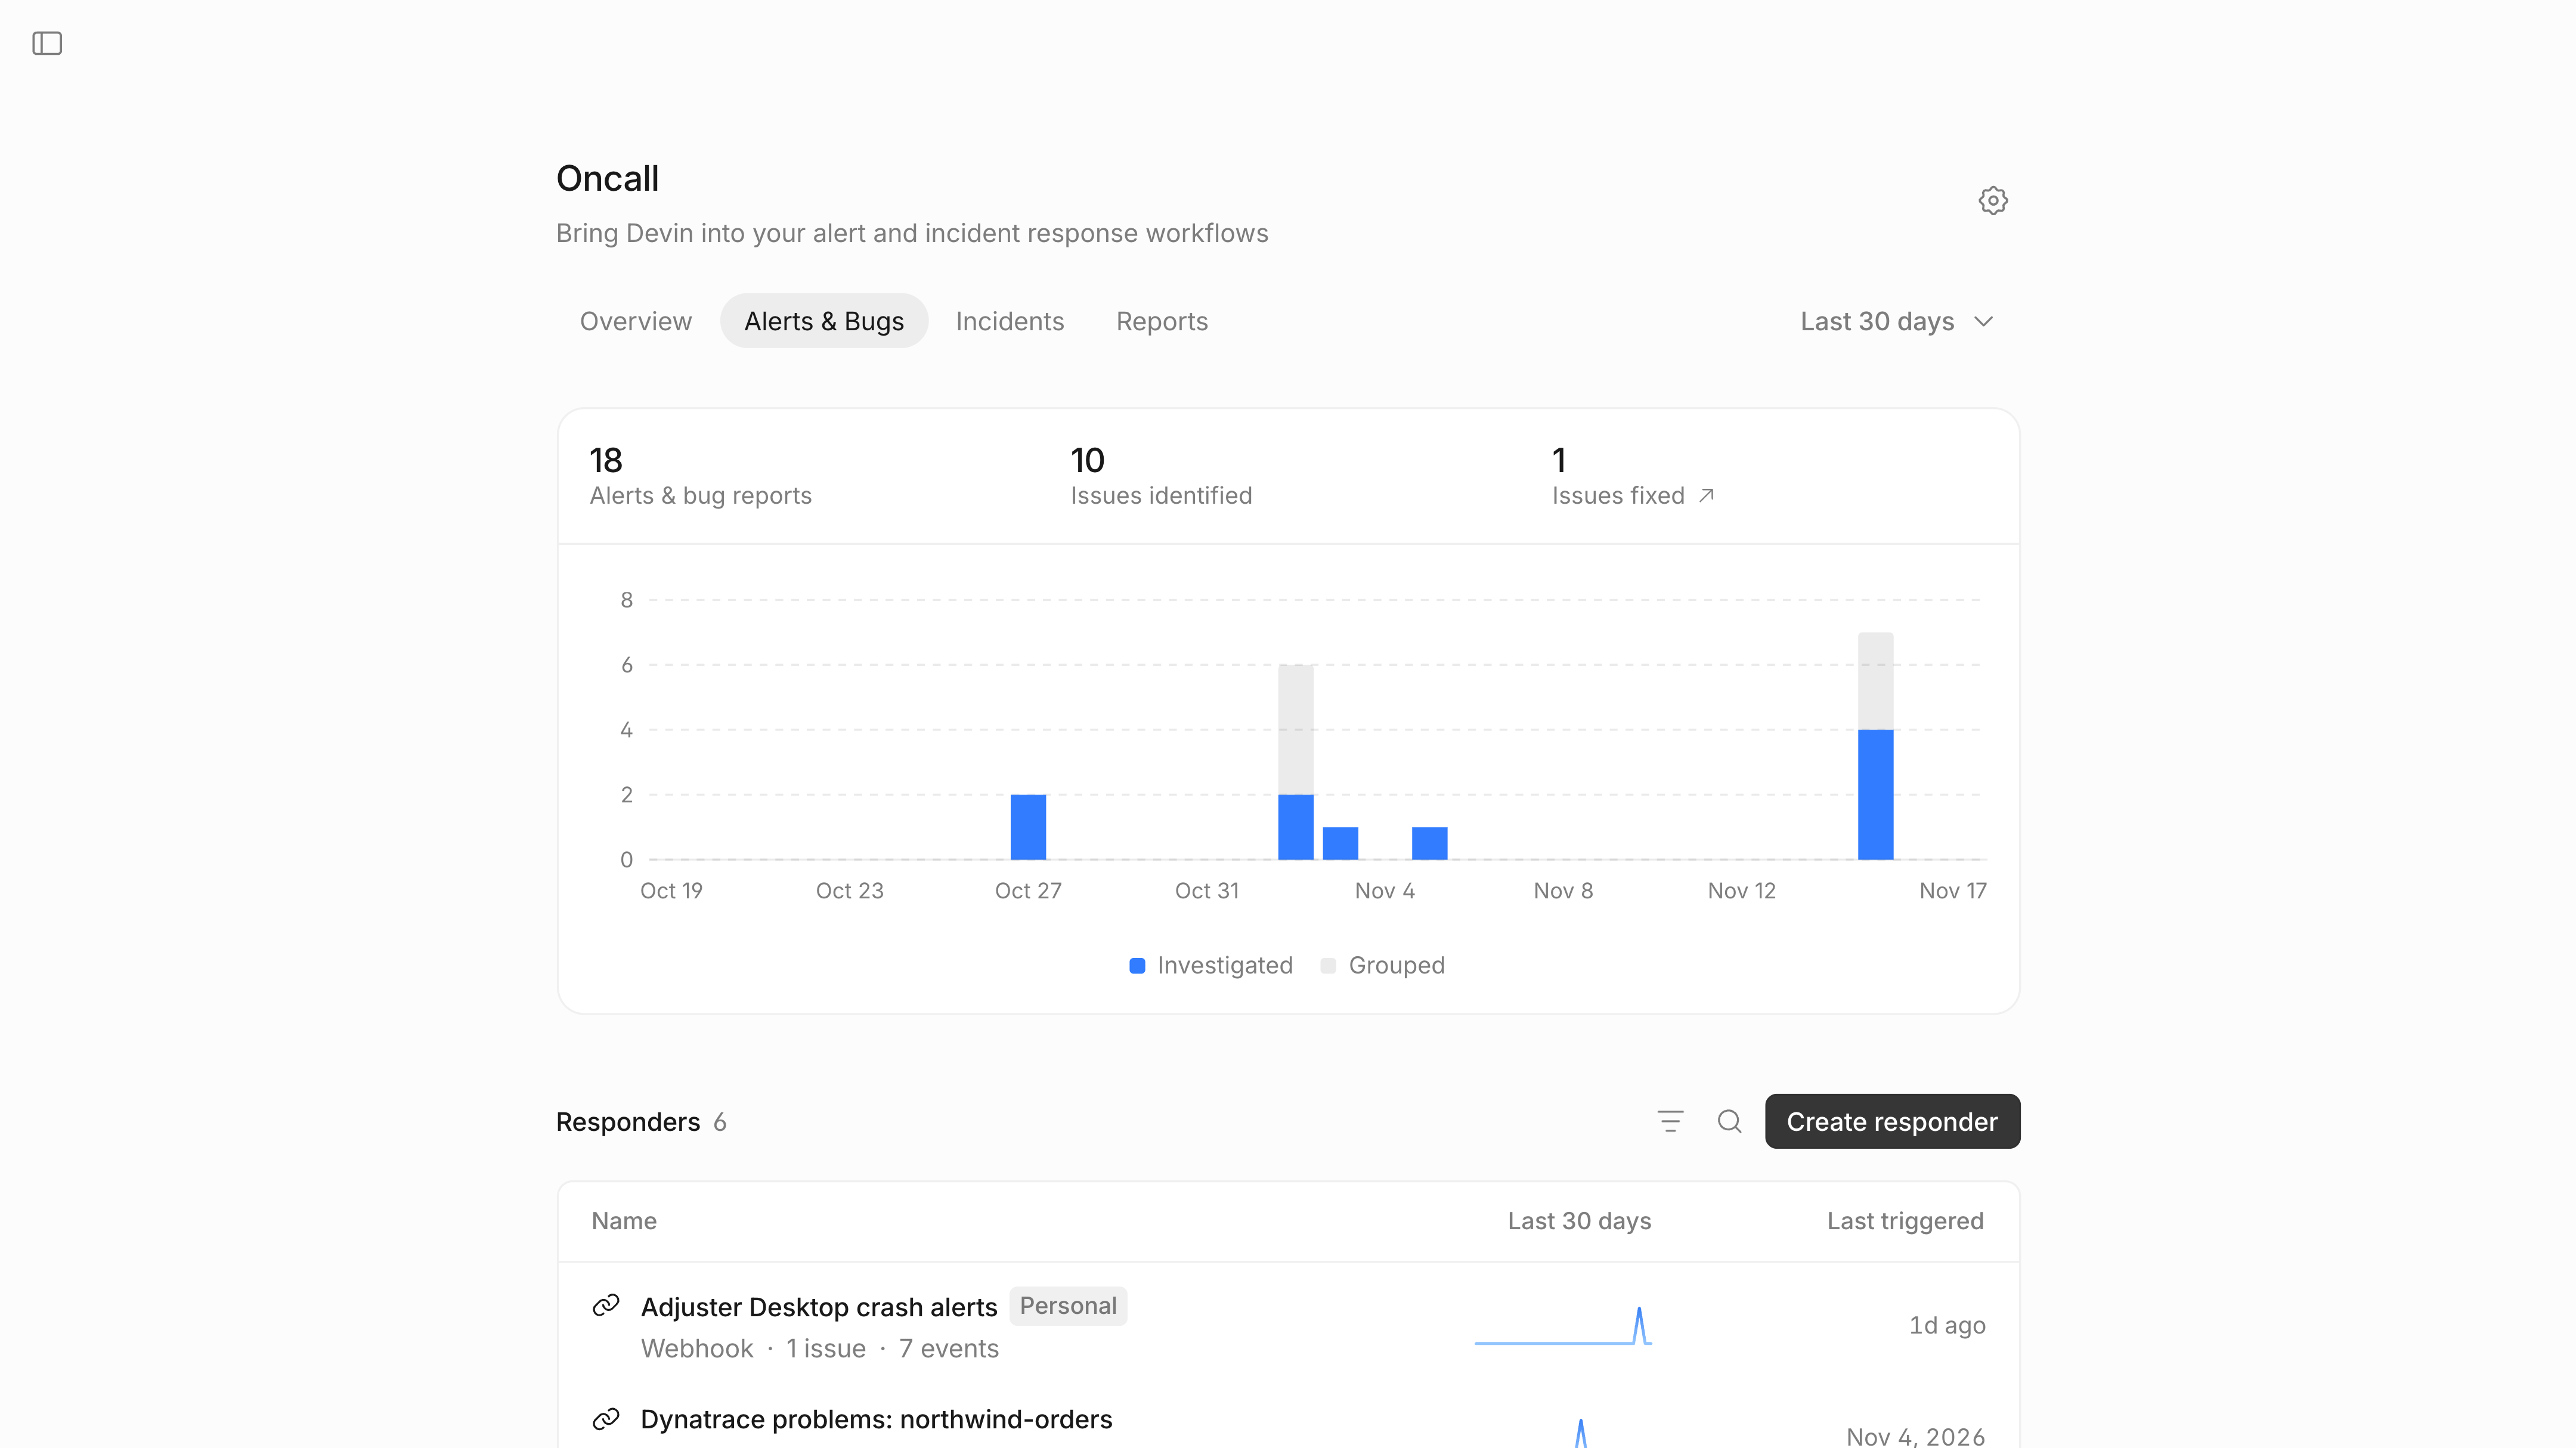 Oncall
Bring Devin into your alert and incident response workflows
Overview
Alerts & Bugs
Incidents
Reports
Last 30 days
18
Alerts & bug reports
10
Issues identified
1
Issues fixed
8
6
4
2
0
Oct 19
Oct 23
Oct 27
Oct 31
Nov 4
Nov 8
Nov 12
Nov 17
Investigated
Grouped
Responders 6
Create responder
Name
Last 30 days
Last triggered
Adjuster Desktop crash alerts Personal
Webhook · 1 issue · 7 events
1d ago
Dynatrace problems: northwind-orders
Nov 4, 2026